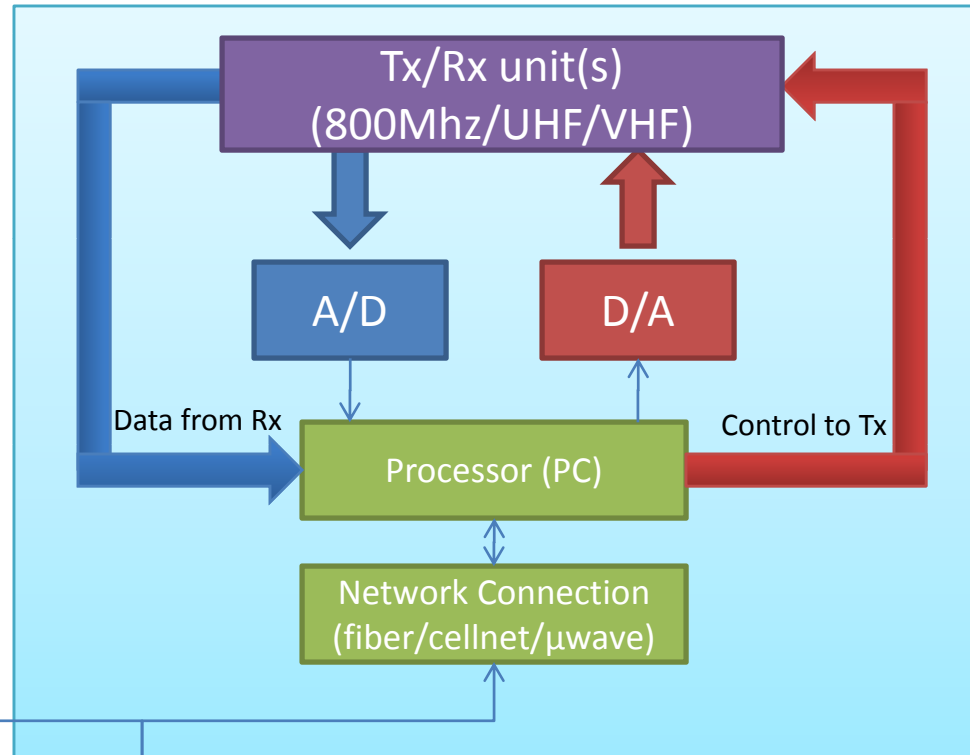 Tx/Rx unit(s)
(800Mhz/UHF/VHF)
A/D
D/A
Data from Rx
Control to Tx
Processor (PC)
Network Connection
(fiber/cellnet/µwave)